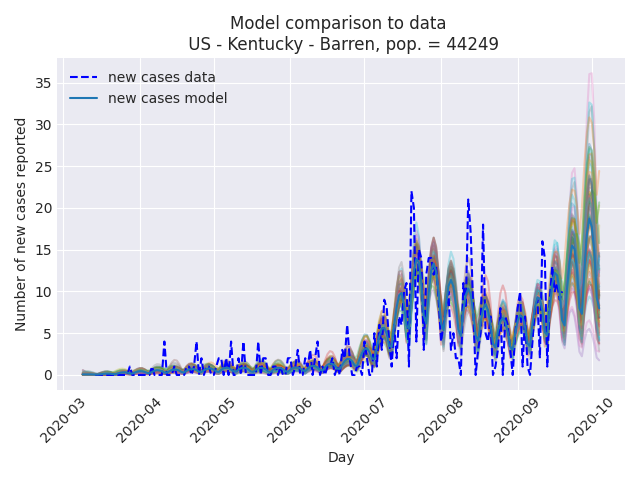 Model comparison to data
US - Kentucky - Barren, pop. = 44249
new cases data
new cases model
Number of new cases reported
35
30
25
20
15
10
5
0
2020-03
2020-04
2020-05
2020-06
2020-07
2020-08
2020-09
2020-10
Day